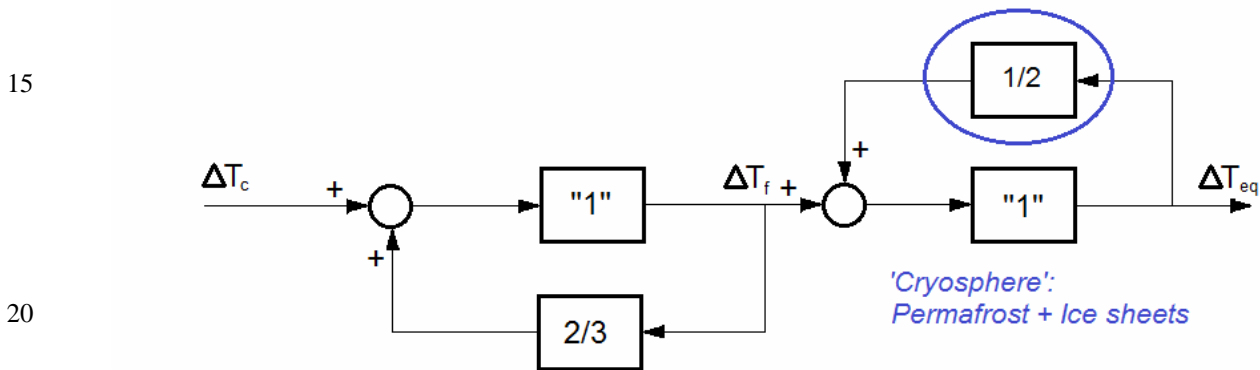 15
1/2
+
ΔTc
+
"1"
ΔTf
+
"1"
ΔTeq
+
'Cryosphere':
Permafrost + Ice sheets
20
2/3